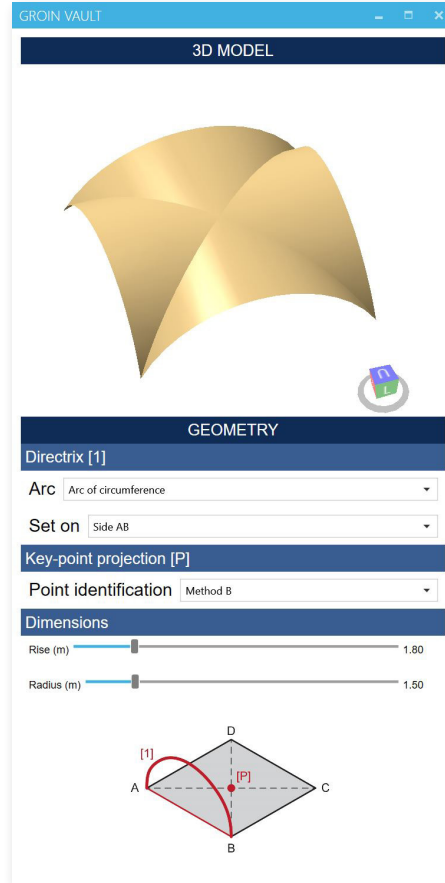 GROIN VAULT
3D MODEL
U
L
GEOMETRY
Directrix [1]
Arc Arc of circumference
Set on Side AB
Key-point projection [P]
Point identification Method B
Dimensions
Rise (m) 1.80
Radius (m) 1.50
D
[1]
[P]
A
C
B